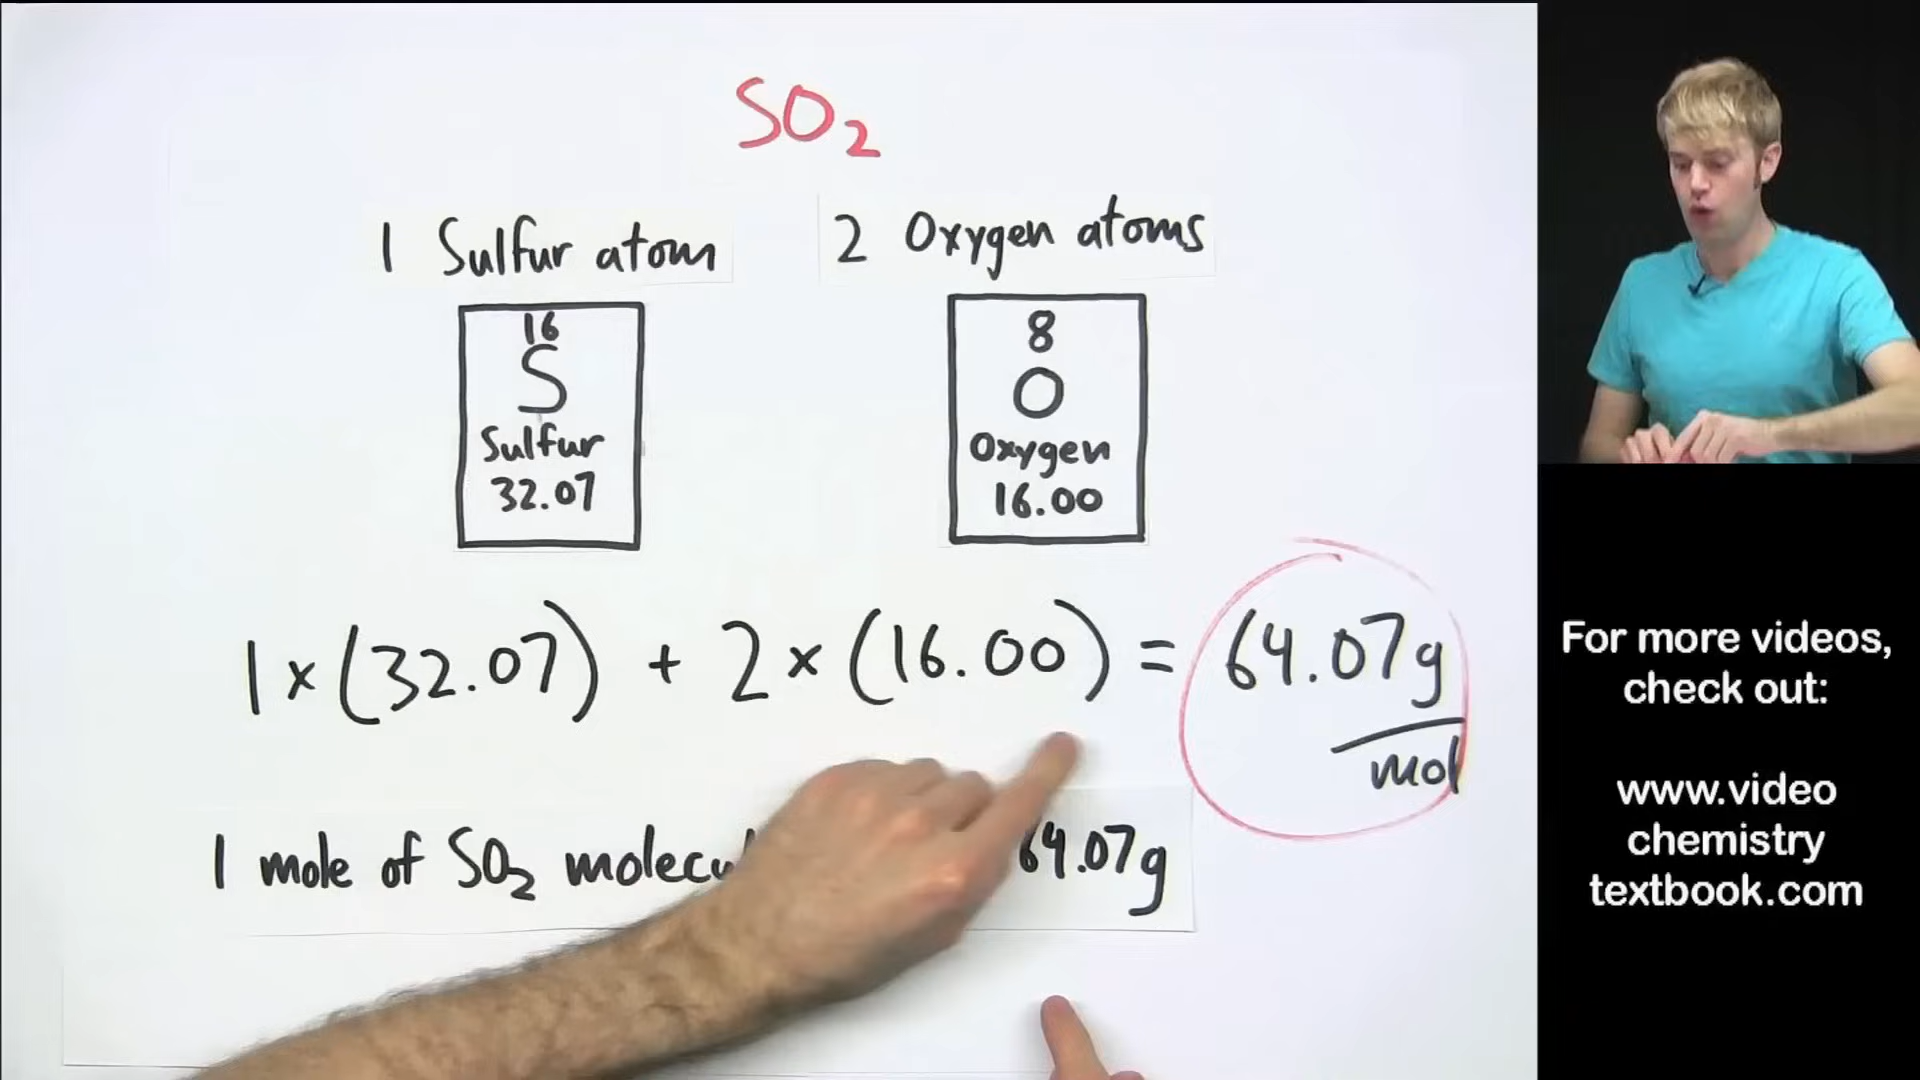 SO₂
1 Sulfur atom
2 Oxygen atoms
16
S
Sulfur
32.07
8
O
Oxygen
16.00
1 x (32.07) + 2 x (16.00) = 64.07g
mol
1 mole of SO₂ 64.07g
For more videos,
check out:
www.video
chemistry
textbook.com